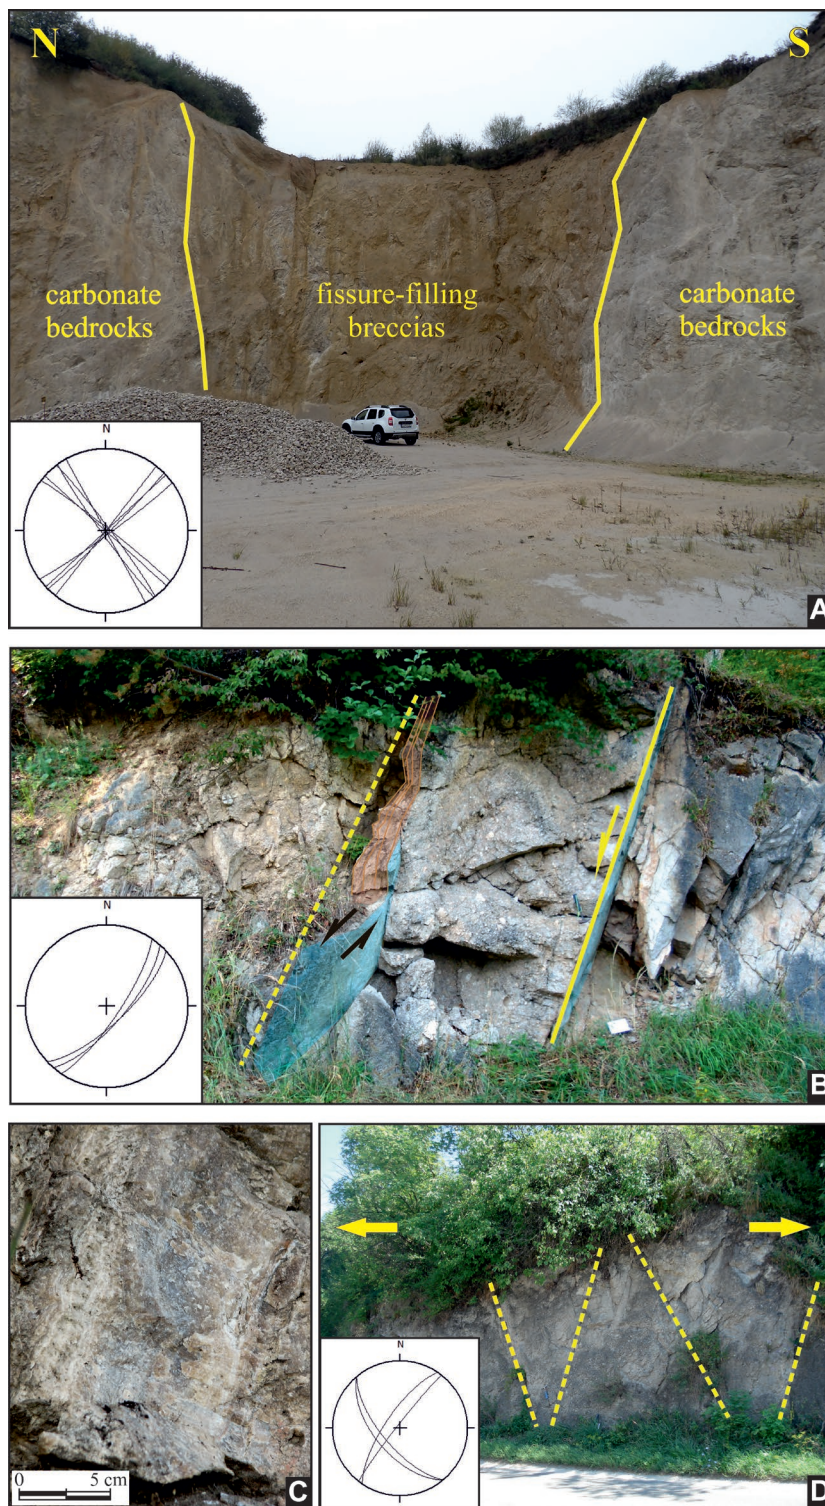 N
S
carbonate
bedrocks
fissure-filling
breccias
carbonate
bedrocks
N
A
N
B
0 5 cm
C
N
D